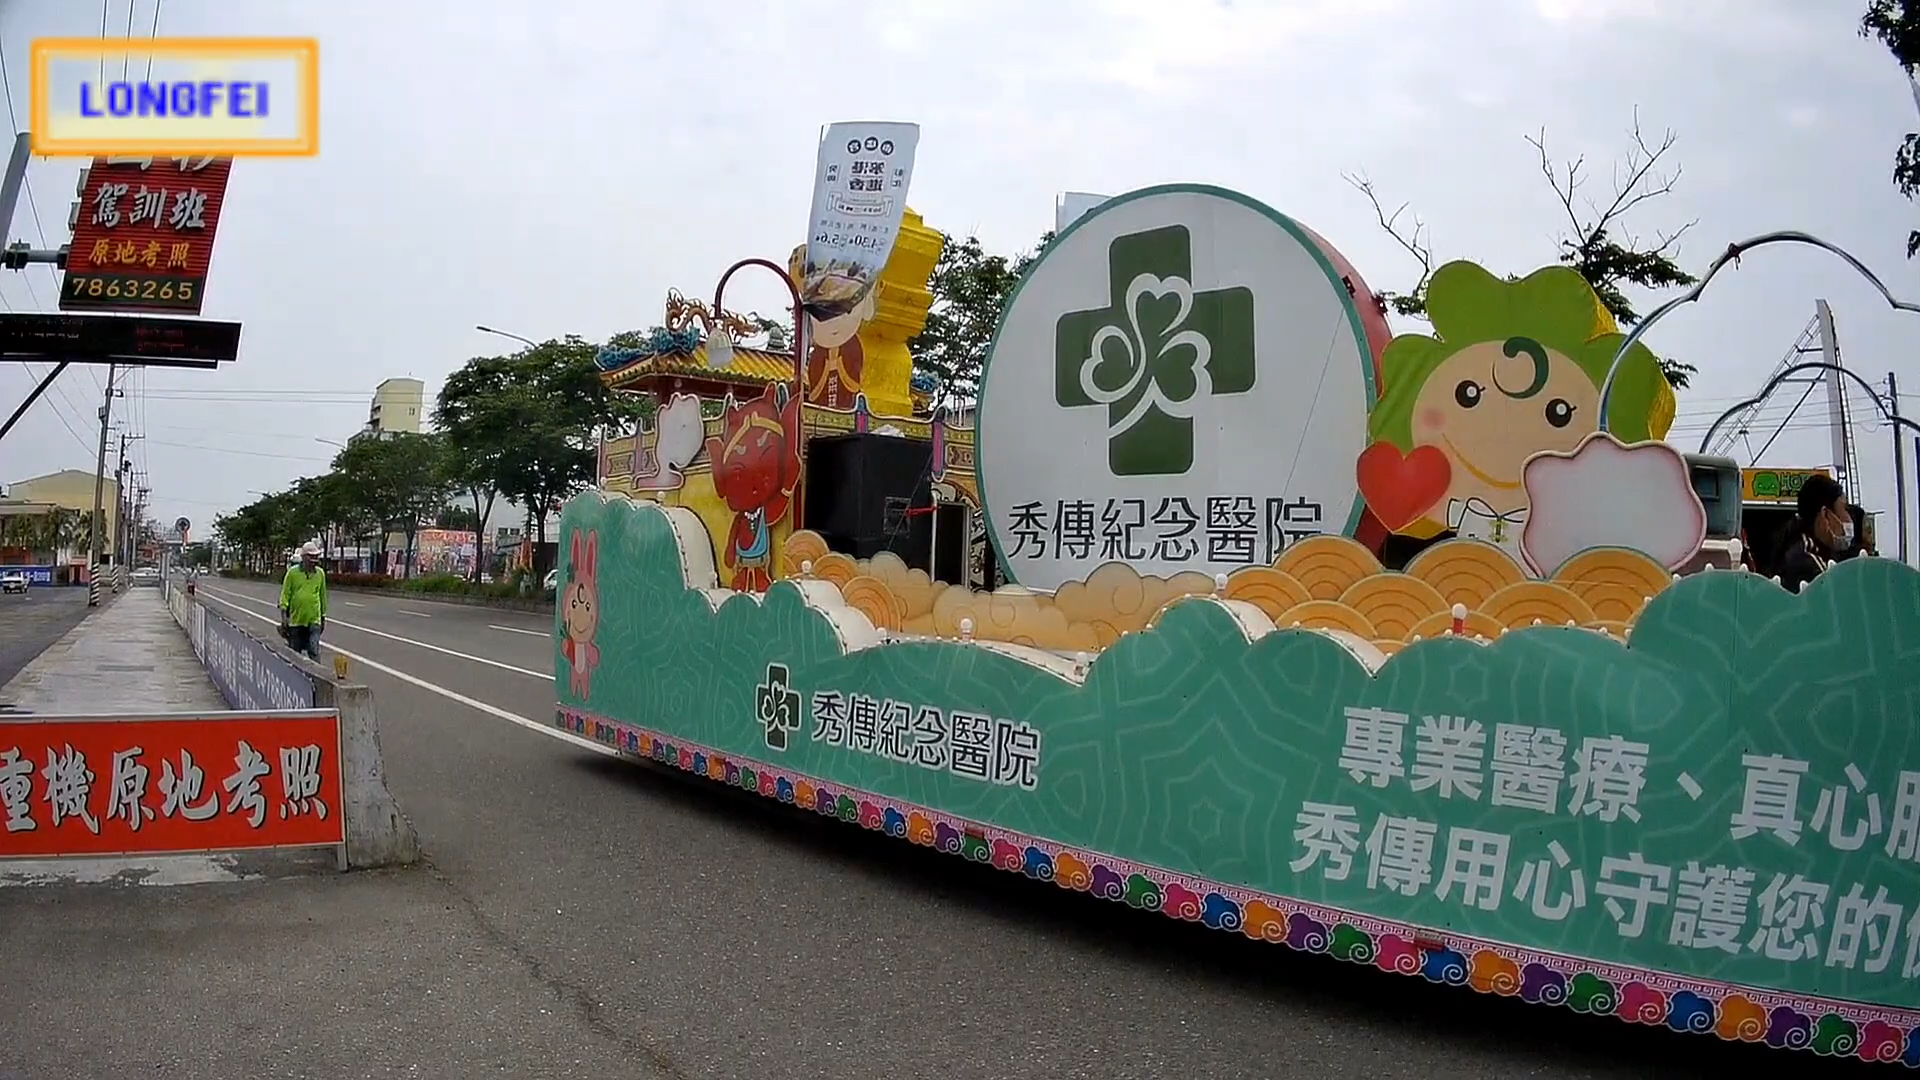 LONGFEI
駕訓班
原地考照
7863265
秀傳紀念醫院
重機原地考照
秀傳紀念醫院
專業醫療、真心
秀傳用心守護您的